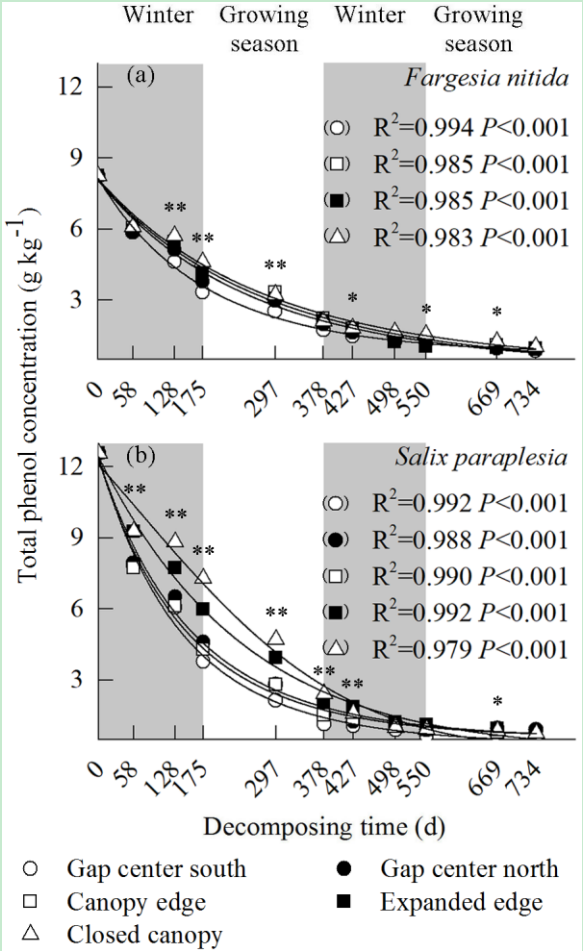 Winter Growing season Winter Growing season
(a) Fargesia nitida
12
9
6
3
R²=0.994 P<0.001
R²=0.985 P<0.001
R²=0.985 P<0.001
R²=0.983 P<0.001
** ** ** * * *
0 58 128 175 297 378 427 498 550 669 734
Total phenol concentration (g kg⁻¹)
(b) Salix paraplesia
12
9
6
3
R²=0.992 P<0.001
R²=0.988 P<0.001
R²=0.990 P<0.001
R²=0.992 P<0.001
R²=0.979 P<0.001
** ** ** ** ** ** *
0 58 128 175 297 378 427 498 550 669 734
Decomposing time (d)
Gap center south Gap center north
Canopy edge Expanded edge
Closed canopy